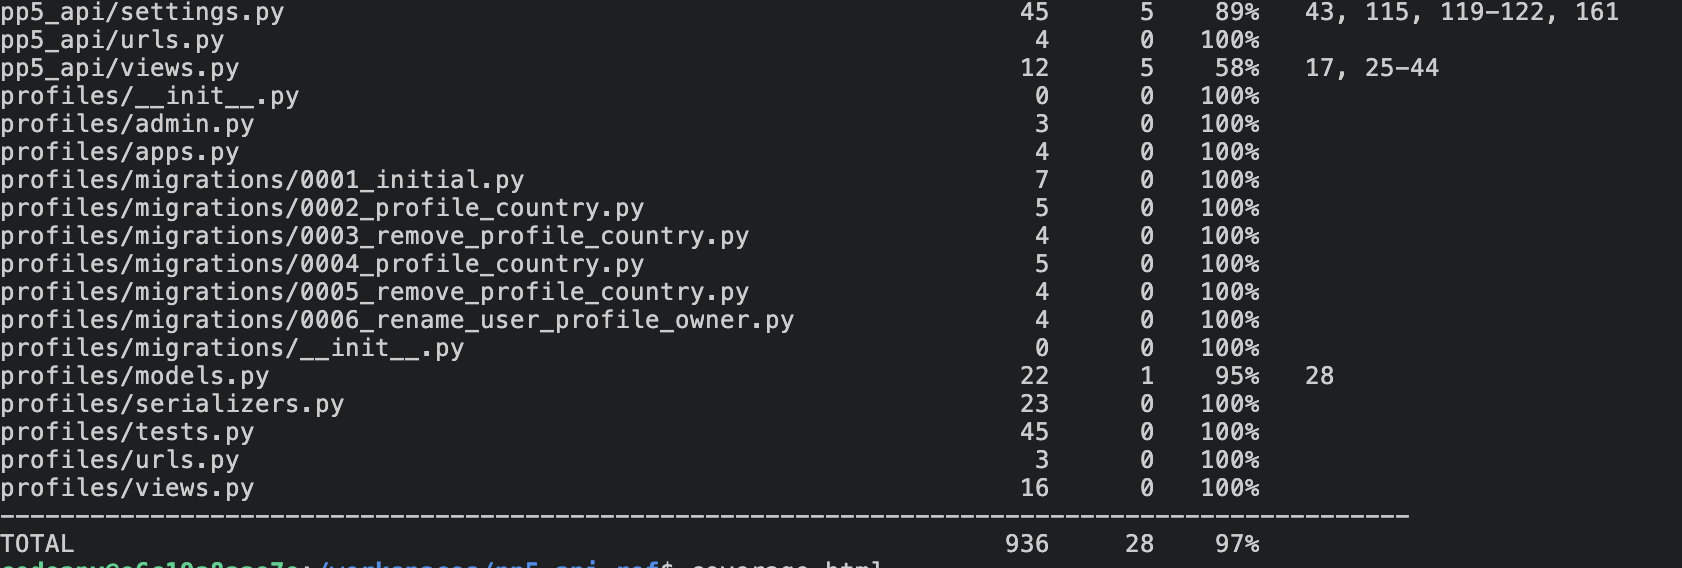 pp5_api/settings.py 45 5 89% 43, 115, 119-122, 161
pp5_api/urls.py 4 0 100%
pp5_api/views.py 12 5 58% 17, 25-44
profiles/__init__.py 0 0 100%
profiles/admin.py 3 0 100%
profiles/apps.py 4 0 100%
profiles/migrations/0001_initial.py 7 0 100%
profiles/migrations/0002_profile_country.py 5 0 100%
profiles/migrations/0003_remove_profile_country.py 4 0 100%
profiles/migrations/0004_profile_country.py 5 0 100%
profiles/migrations/0005_remove_profile_country.py 4 0 100%
profiles/migrations/0006_rename_user_profile_owner.py 4 0 100%
profiles/migrations/__init__.py 0 0 100%
profiles/models.py 22 1 95% 28
profiles/serializers.py 23 0 100%
profiles/tests.py 45 0 100%
profiles/urls.py 3 0 100%
profiles/views.py 16 0 100%
----------------------------------------------------------------------------------------------
TOTAL 936 28 97%
coverage html